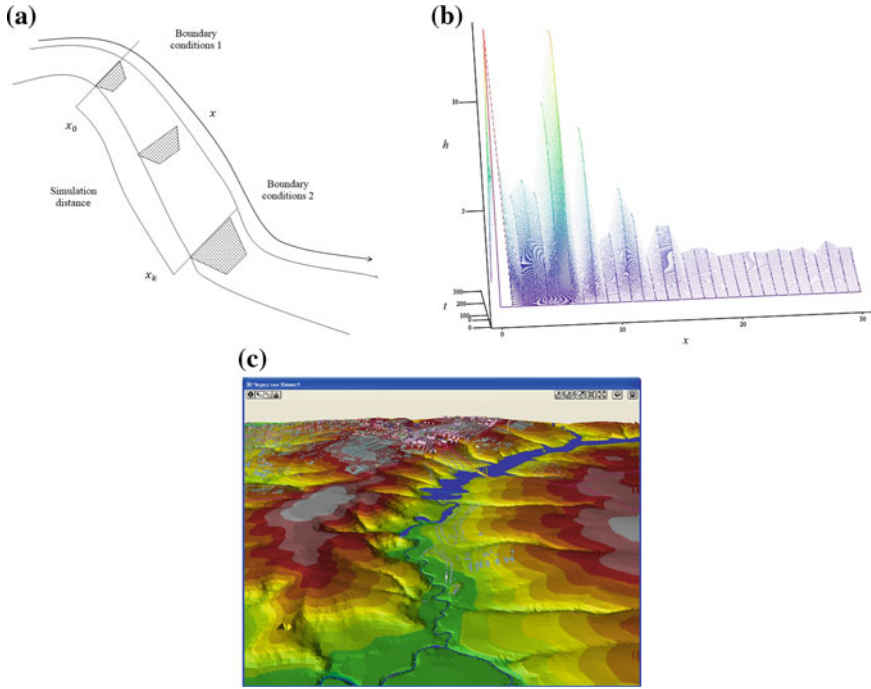 (a)
Boundary
conditions 1
x₀
x
Simulation
distance
Boundary
conditions 2
xₖ
(b)
10
h
5
300
200
100
0
0
t
0
10
20
30
x
(c)